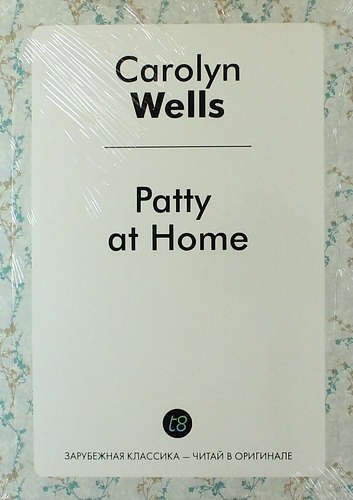 Carolyn
Wells
Patty
at Home
t8
ЗАРУБЕЖНАЯ КЛАССИКА — ЧИТАЙ В ОРИГИНАЛЕ